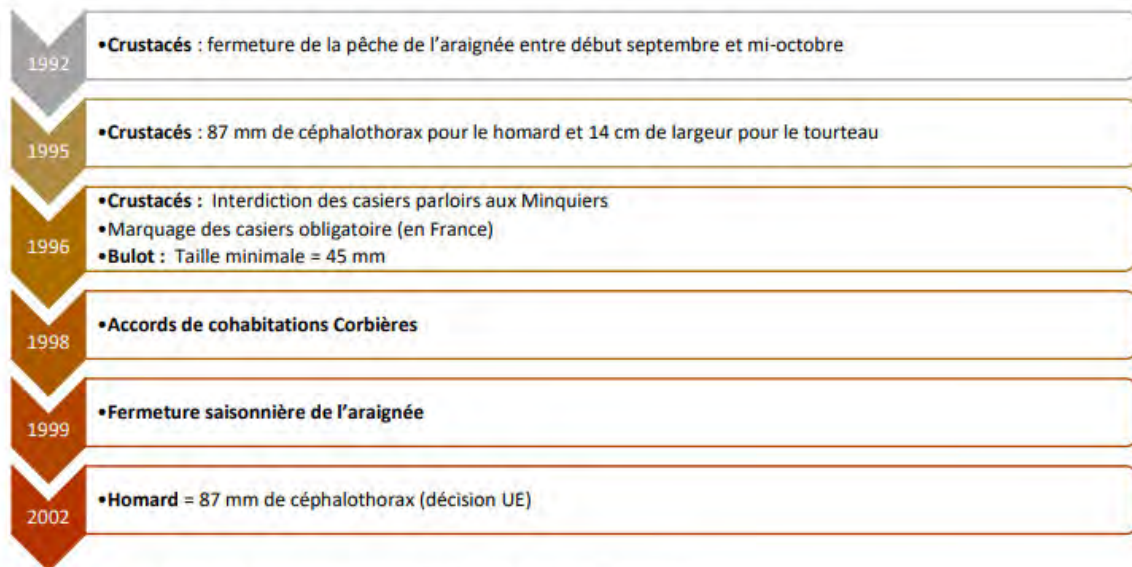 1992
•Crustacés : fermeture de la pêche de l'araignée entre début septembre et mi-octobre
1995
•Crustacés : 87 mm de céphalothorax pour le homard et 14 cm de largeur pour le tourteau
1996
•Crustacés : Interdiction des casiers parloirs aux Minquiers
•Marquage des casiers obligatoire (en France)
•Bulot : Taille minimale = 45 mm
1998
•Accords de cohabitations Corbières
1999
•Fermeture saisonnière de l'araignée
2002
•Homard = 87 mm de céphalothorax (décision UE)